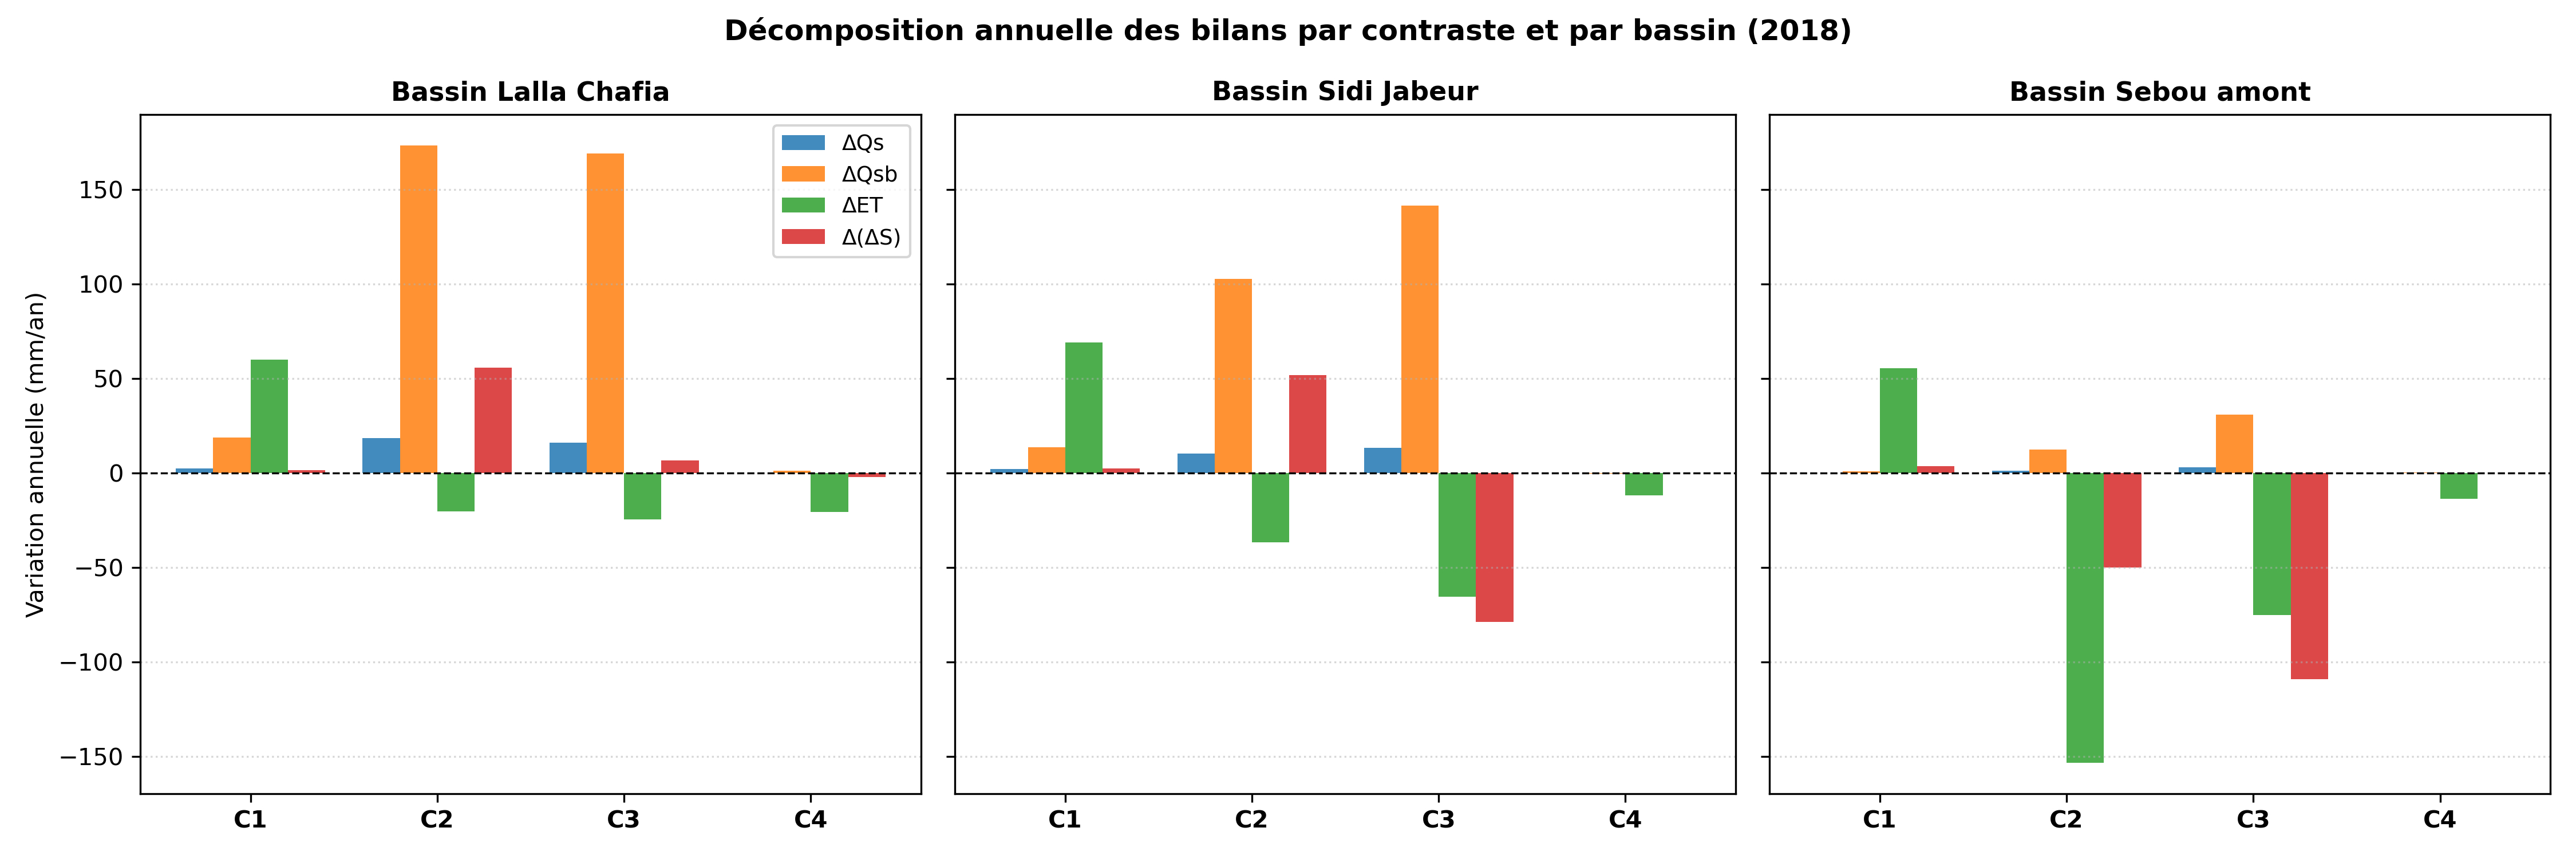 Décomposition annuelle des bilans par contraste et par bassin (2018)
Bassin Lalla Chafia
Bassin Sidi Jabeur
Bassin Sebou amont
ΔQs
ΔQsb
ΔET
Δ(ΔS)
Variation annuelle (mm/an)
150
100
50
0
−50
−100
−150
C1 C2 C3 C4
C1 C2 C3 C4
C1 C2 C3 C4